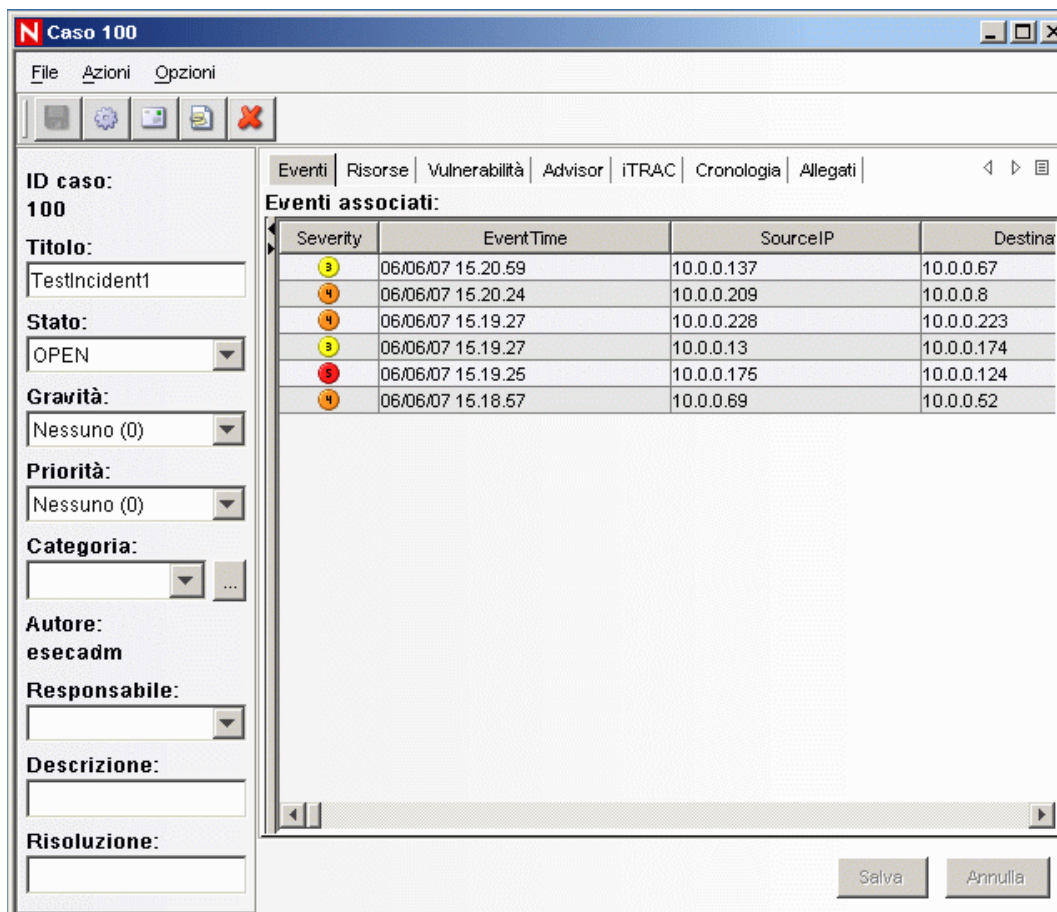 N Caso 100
File Azioni Opzioni
ID caso:
100
Titolo:
TestIncident1
Stato:
OPEN
Gravità:
Nessuno (0)
Priorità:
Nessuno (0)
Categoria:
...
Autore:
esecadm
Responsabile:
Descrizione:
Risoluzione:
Eventi Risorse Vulnerabilità Advisor iTRAC Cronologia Allegati
Eventi associati:
Severity EventTime SourceIP Destina
3 06/06/07 15.20.59 10.0.0.137 10.0.0.67
4 06/06/07 15.20.24 10.0.0.209 10.0.0.8
4 06/06/07 15.19.27 10.0.0.228 10.0.0.223
3 06/06/07 15.19.27 10.0.0.13 10.0.0.174
5 06/06/07 15.19.25 10.0.0.175 10.0.0.124
4 06/06/07 15.18.57 10.0.0.69 10.0.0.52
Salva Annulla